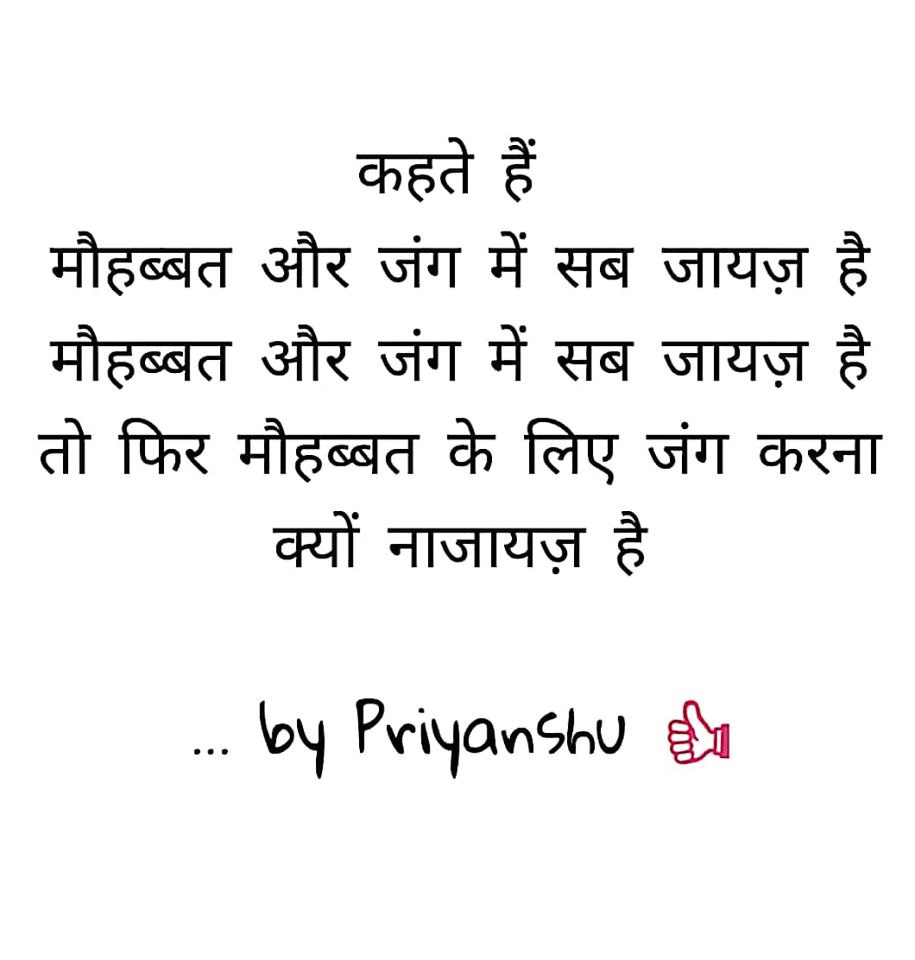 कहते हैं
मौहब्बत और जंग में सब जायज़ है
मौहब्बत और जंग में सब जायज़ है
तो फिर मौहब्बत के लिए जंग करना
क्यों नाजायज़ है
... by Priyanshu 👍